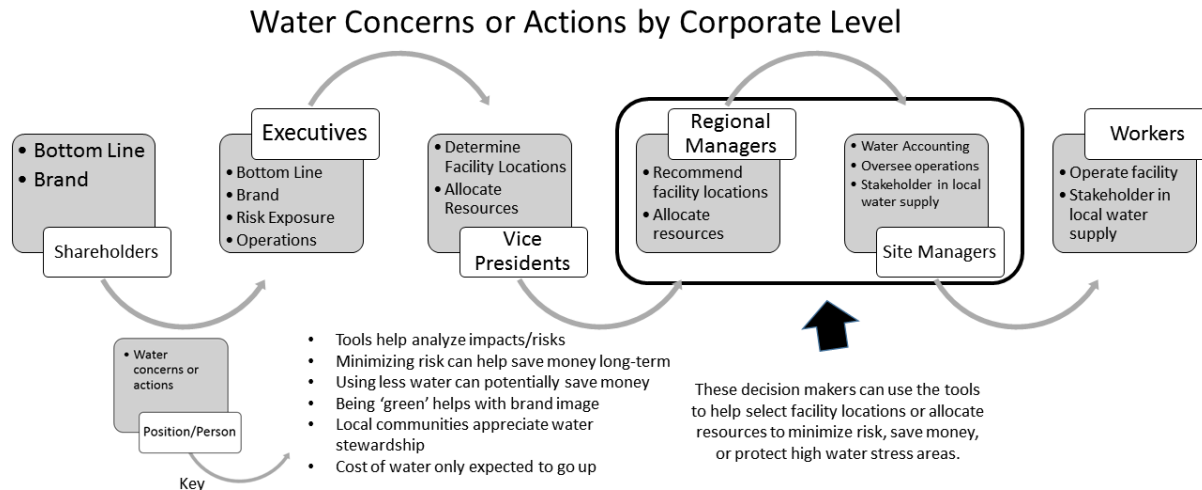 Water Concerns or Actions by Corporate Level
• Bottom Line
• Brand
Shareholders
Executives
• Bottom Line
• Brand
• Risk Exposure
• Operations
• Determine
Facility Locations
• Allocate
Resources
Vice
Presidents
Regional
Managers
• Recommend
facility locations
• Allocate
resources
• Water Accounting
• Oversee operations
• Stakeholder in local
water supply
Site Managers
Workers
• Operate facility
• Stakeholder in
local water
supply
• Water
concerns or
actions
Position/Person
Key
• Tools help analyze impacts/risks
• Minimizing risk can help save money long-term
• Using less water can potentially save money
• Being ‘green’ helps with brand image
• Local communities appreciate water
stewardship
• Cost of water only expected to go up
These decision makers can use the tools
to help select facility locations or allocate
resources to minimize risk, save money,
or protect high water stress areas.